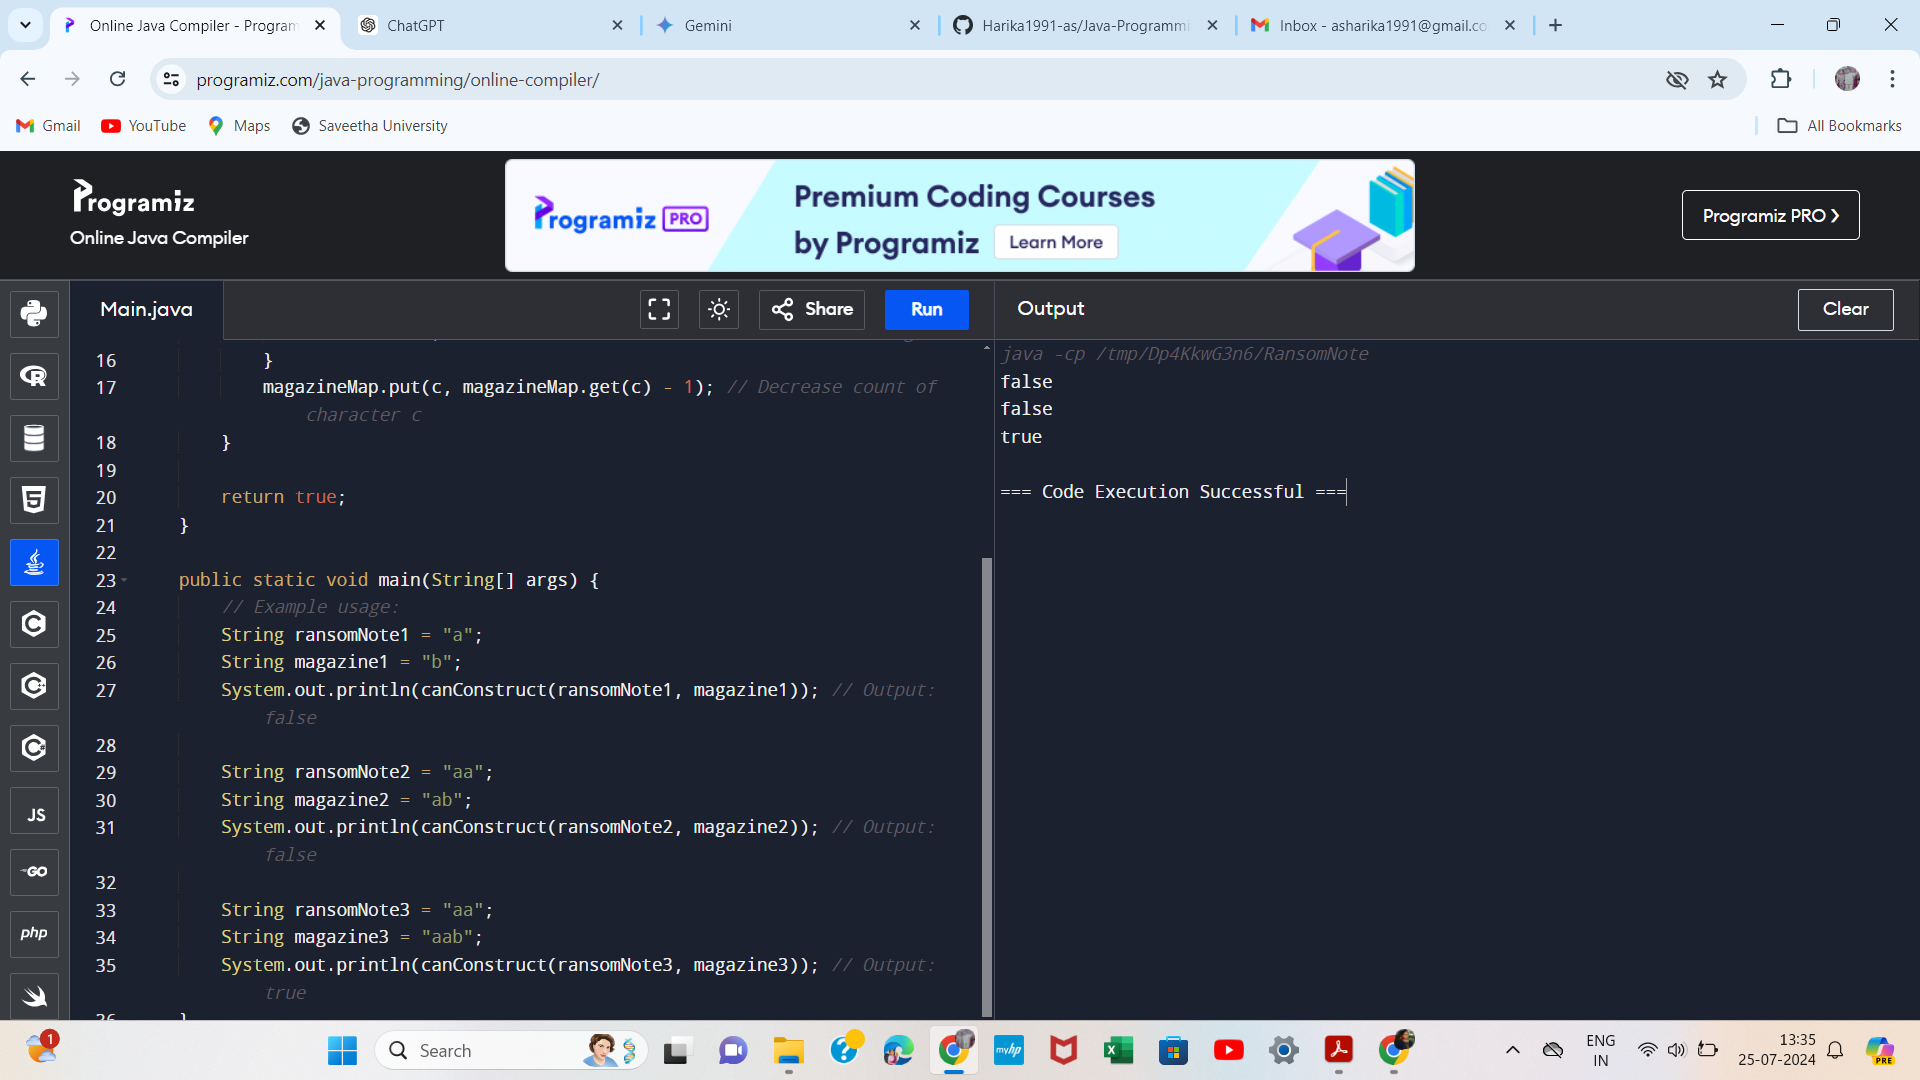 Online Java Compiler - Program
ChatGPT
Gemini
Harika1991-as/Java-Programmi
Inbox - asharika1991@gmail.co
programiz.com/java-programming/online-compiler/
Gmail
YouTube
Maps
Saveetha University
All Bookmarks
Programiz
Online Java Compiler
Programiz PRO
Premium Coding Courses
by Programiz
Learn More
Programiz PRO ❯
Main.java
Share
Run
Output
Clear
16 }
17 magazineMap.put(c, magazineMap.get(c) - 1); // Decrease count of
character c
18 }
19
20 return true;
21 }
22
23 public static void main(String[] args) {
24 // Example usage:
25 String ransomNote1 = "a";
26 String magazine1 = "b";
27 System.out.println(canConstruct(ransomNote1, magazine1)); // Output:
false
28
29 String ransomNote2 = "aa";
30 String magazine2 = "ab";
31 System.out.println(canConstruct(ransomNote2, magazine2)); // Output:
false
32
33 String ransomNote3 = "aa";
34 String magazine3 = "aab";
35 System.out.println(canConstruct(ransomNote3, magazine3)); // Output:
true
36 }
java -cp /tmp/Dp4KkwG3n6/RansomNote
false
false
true
=== Code Execution Successful ===
R
5
C
C
C
JS
GO
php
1
Search
myhp
ENG
IN
13:35
25-07-2024
PRE